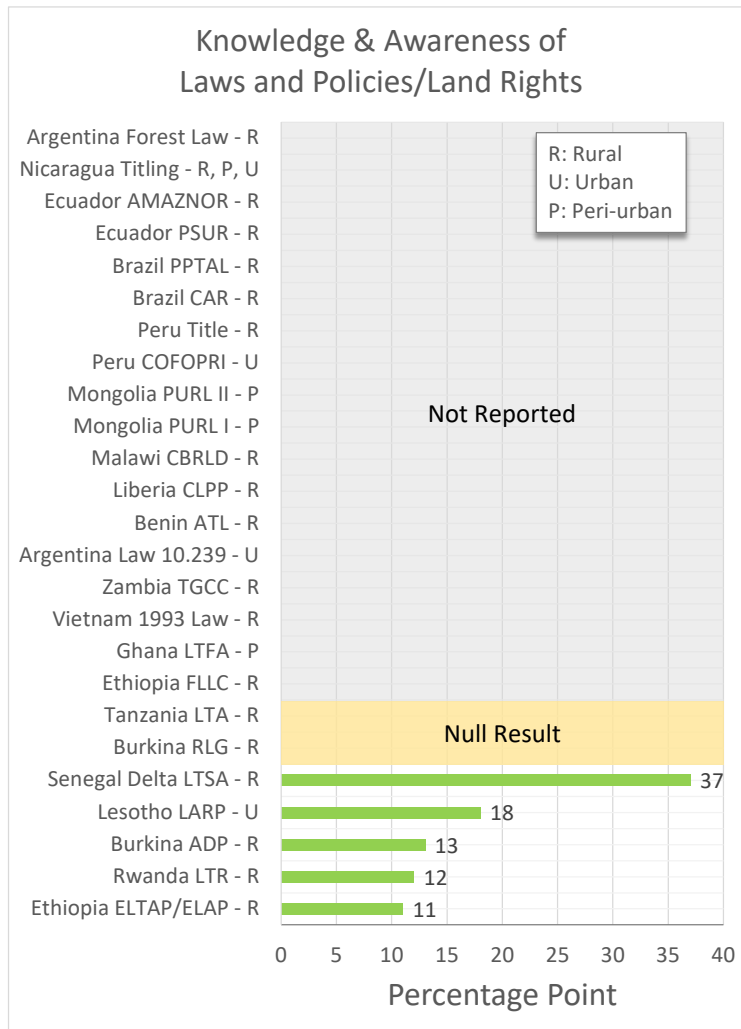 Knowledge & Awareness of
Laws and Policies/Land Rights
Argentina Forest Law - R
Nicaragua Titling - R, P, U
Ecuador AMAZNOR - R
Ecuador PSUR - R
Brazil PPTAL - R
Brazil CAR - R
Peru Title - R
Peru COFOPRI - U
Mongolia PURL II - P
Mongolia PURL I - P
Malawi CBRLD - R
Liberia CLPP - R
Benin ATL - R
Argentina Law 10.239 - U
Zambia TGCC - R
Vietnam 1993 Law - R
Ghana LTFA - P
Ethiopia FLLC - R
Tanzania LTA - R
Burkina RLG - R
Senegal Delta LTSA - R
Lesotho LARP - U
Burkina ADP - R
Rwanda LTR - R
Ethiopia ELTAP/ELAP - R
R: Rural
U: Urban
P: Peri-urban
Not Reported
Null Result
37
18
13
12
11
0 5 10 15 20 25 30 35 40
Percentage Point